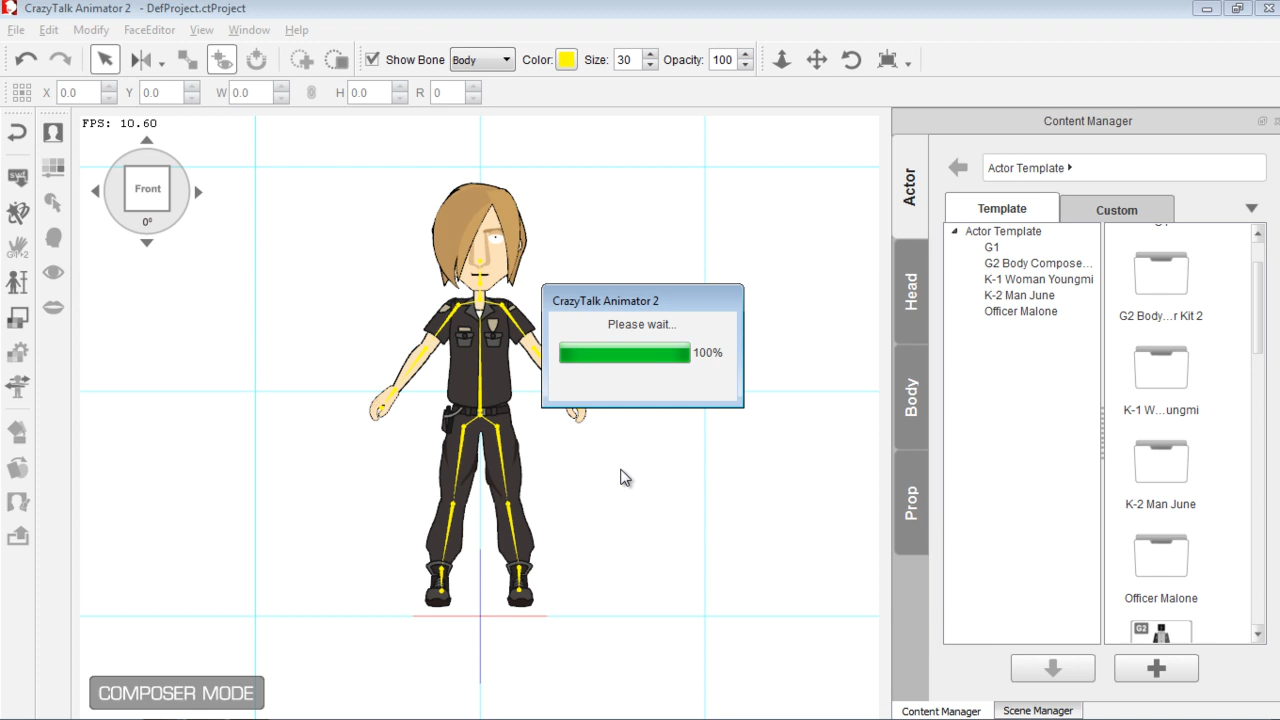 CrazyTalk Animator 2 - DefProject.ctProject
File Edit Modify FaceEditor View Window Help
Show Bone Body Color: Size: 30 Opacity: 100
X 0.0 Y 0.0 W 0.0 H 0.0 R 0
FPS: 10.60
Front
0°
CrazyTalk Animator 2
Please wait...
100%
COMPOSER MODE
Content Manager
Actor
Head
Body
Prop
Actor Template
Template Custom
Actor Template
G1
G2 Body Compose...
K-1 Woman Youngmi
K-2 Man June
Officer Malone
G2 Body...r Kit 2
K-1 W...ungmi
K-2 Man June
Officer Malone
G2
Content Manager Scene Manager